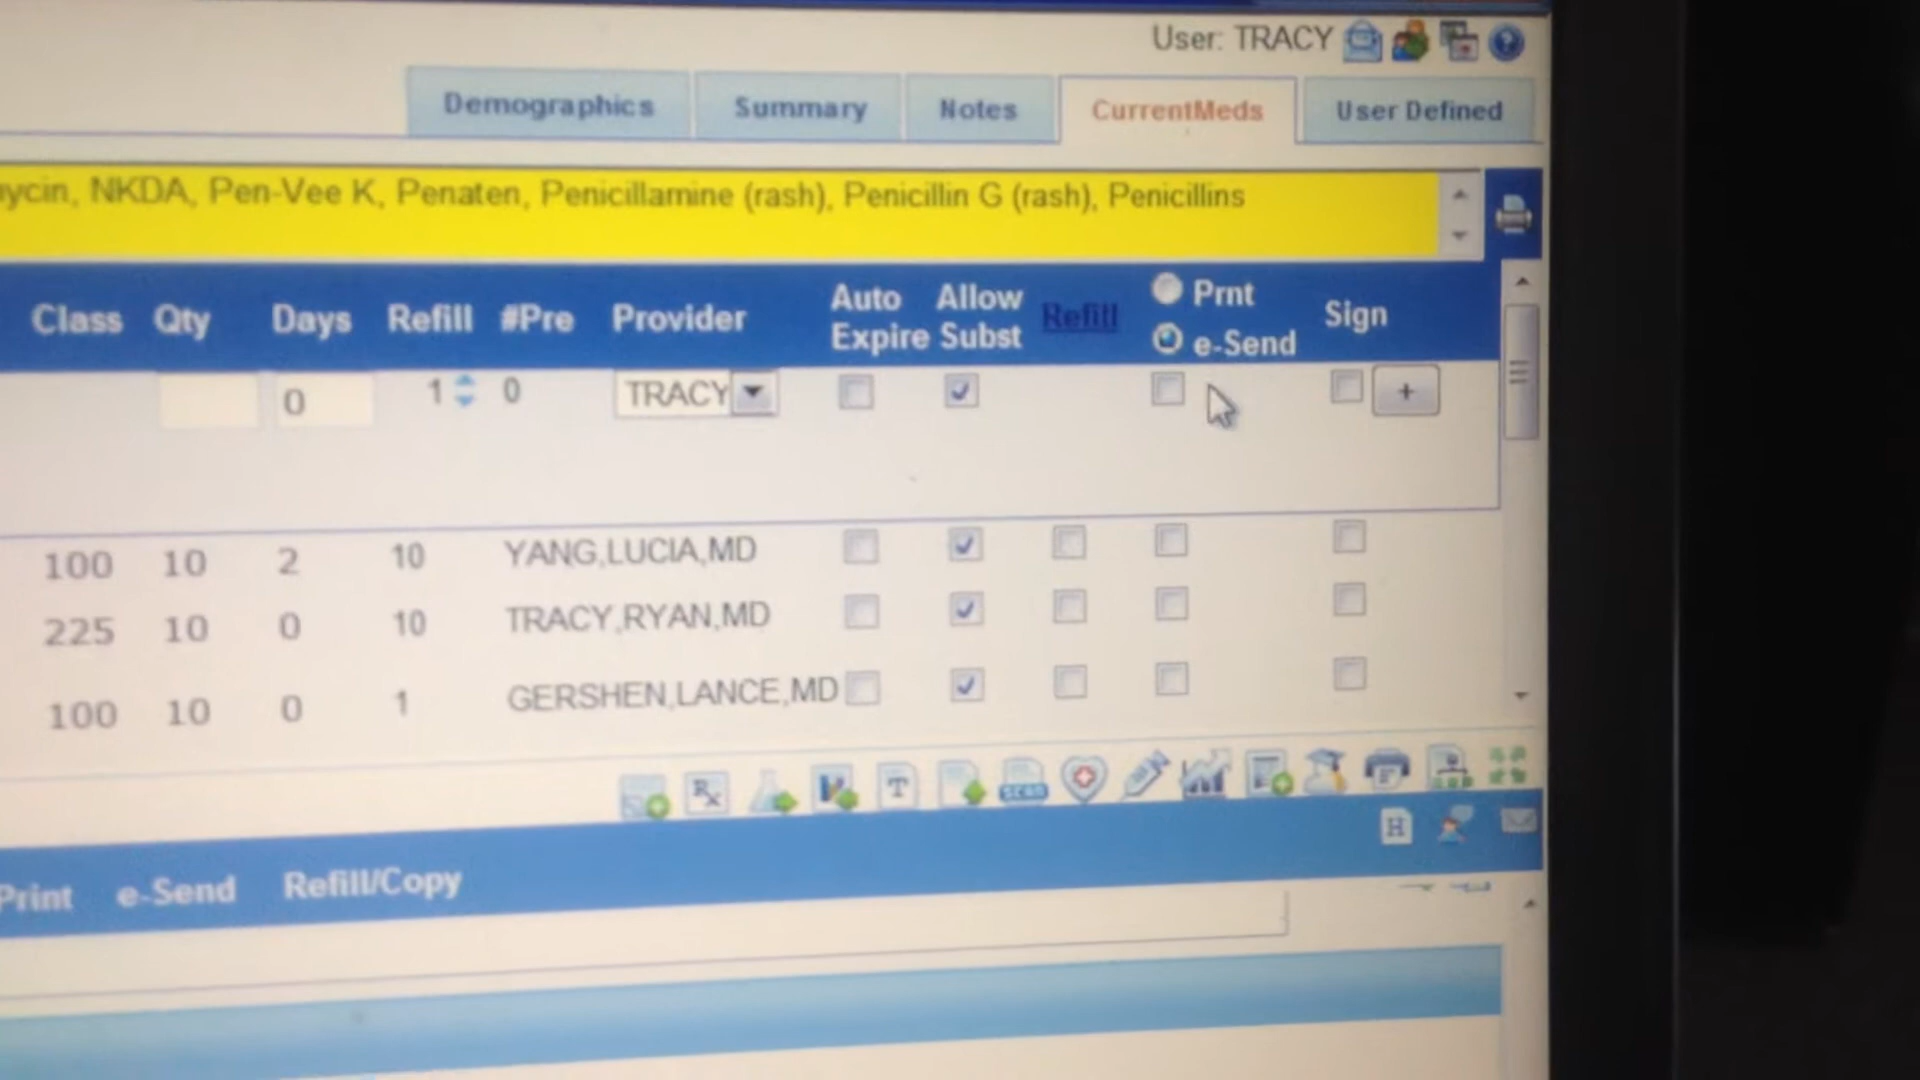 User: TRACY
Demographics Summary Notes CurrentMeds User Defined
ycin, NKDA, Pen-Vee K, Penaten, Penicillamine (rash), Penicillin G (rash), Penicillins
Class Qty Days Refill #Pre Provider Auto Expire Allow Subst Refill Prnt e-Send Sign
0 1 0 TRACY +
100 10 2 10 YANG,LUCIA,MD
225 10 0 10 TRACY,RYAN,MD
100 10 0 1 GERSHEN,LANCE,MD
Rx T SCAN
H
Print e-Send Refill/Copy